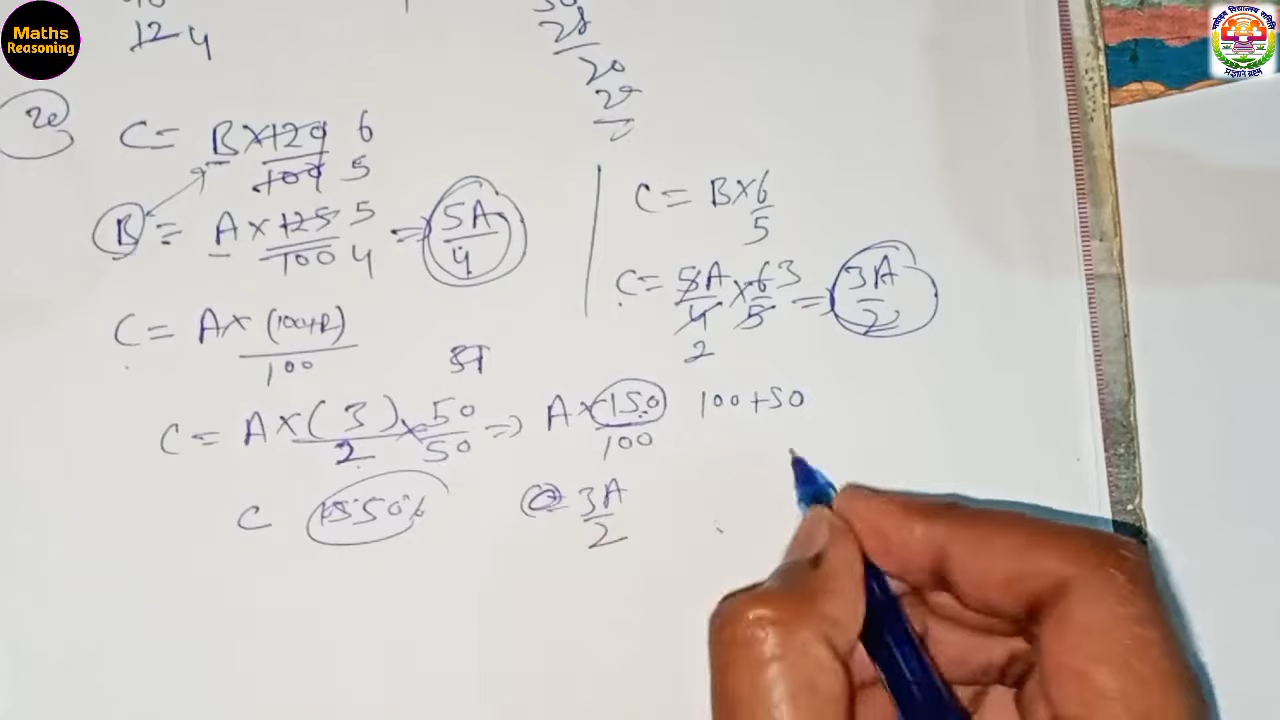 Maths
Reasoning
12 4
28
20
20
20
C = B × 120/100 6/5
B = A × 125/100 5/4 => 5A/4
C = A × (100+R)/100
C = A × (3)/2 × 50/50 => A × 150/100 100+50
C 50%
3A/2
C = B × 6/5
C = 5A/4 × 6/5 3 => 3A/2
2